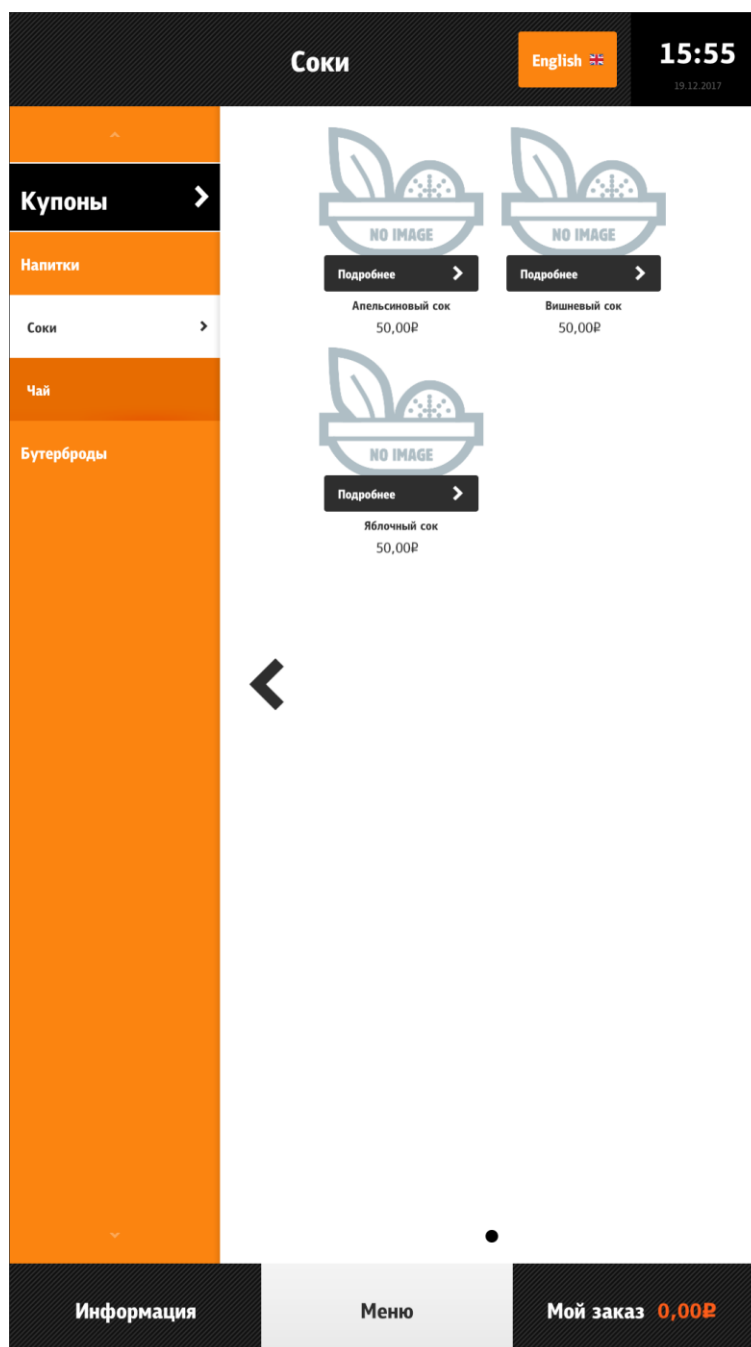 Соки
English
15:55
19.12.2017
Купоны
Напитки
Соки
Чай
Бутерброды
NO IMAGE
Подробнее
Апельсиновый сок
50,00₽
NO IMAGE
Подробнее
Вишневый сок
50,00₽
NO IMAGE
Подробнее
Яблочный сок
50,00₽
Информация
Меню
Мой заказ 0,00₽